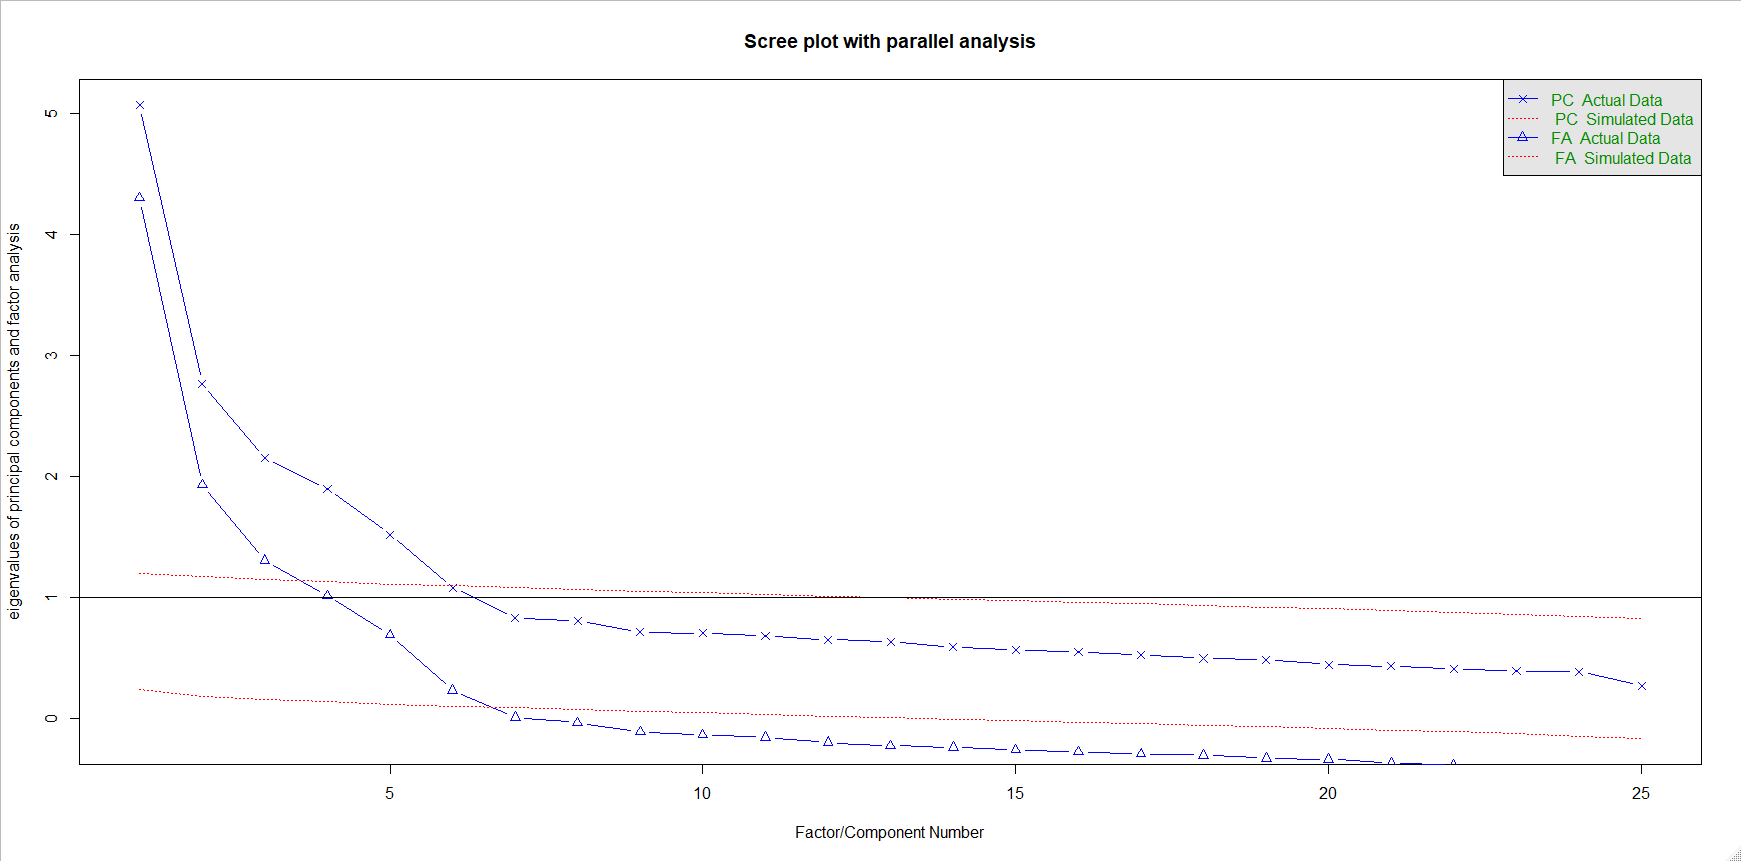 Scree plot with parallel analysis
PC Actual Data
PC Simulated Data
FA Actual Data
FA Simulated Data
eigenvalues of principal components and factor analysis
5
4
3
2
1
0
5
10
15
20
25
Factor/Component Number